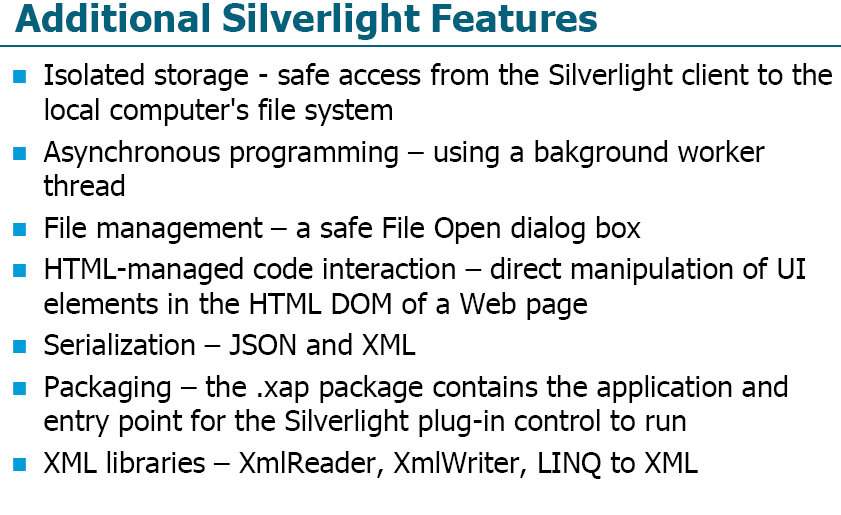 Additional Silverlight Features
Isolated storage - safe access from the Silverlight client to the
local computer's file system
Asynchronous programming – using a bakground worker
thread
File management – a safe File Open dialog box
HTML-managed code interaction – direct manipulation of UI
elements in the HTML DOM of a Web page
Serialization – JSON and XML
Packaging – the .xap package contains the application and
entry point for the Silverlight plug-in control to run
XML libraries – XmlReader, XmlWriter, LINQ to XML